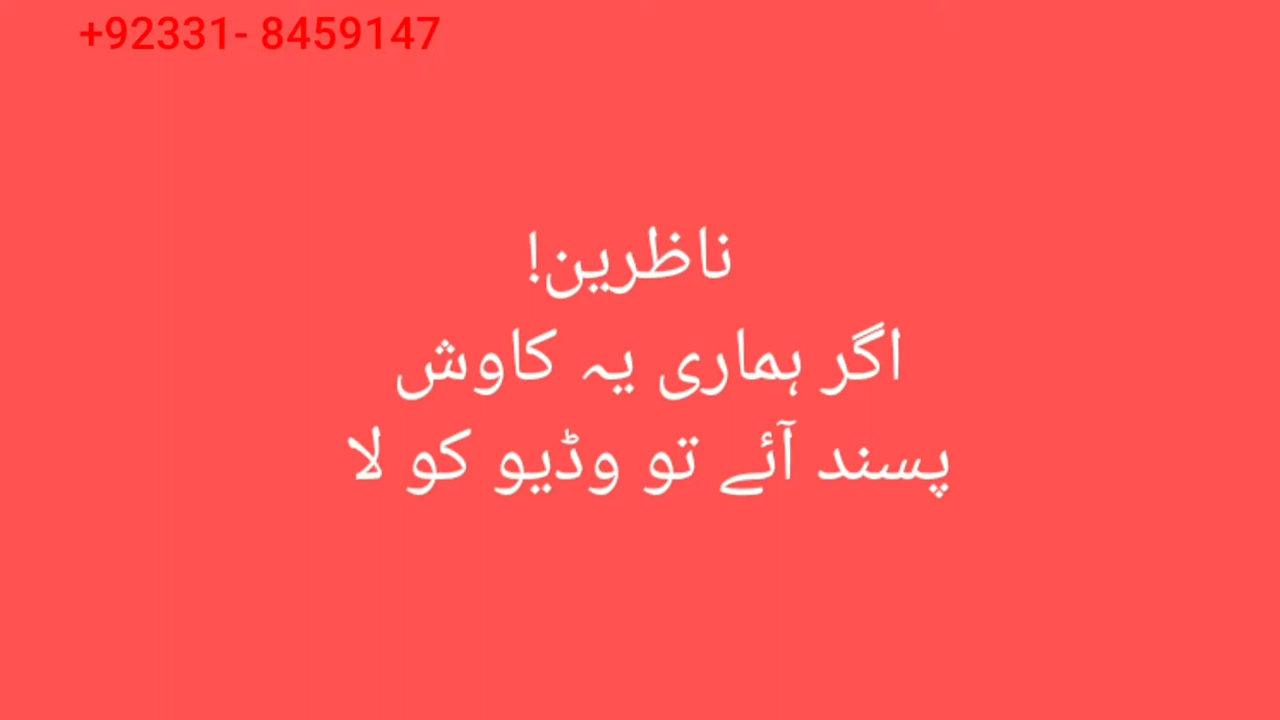 +92331- 8459147
ناظرین!
اگر ہماری یہ کاوش
پسند آئے تو وڈیو کو لا